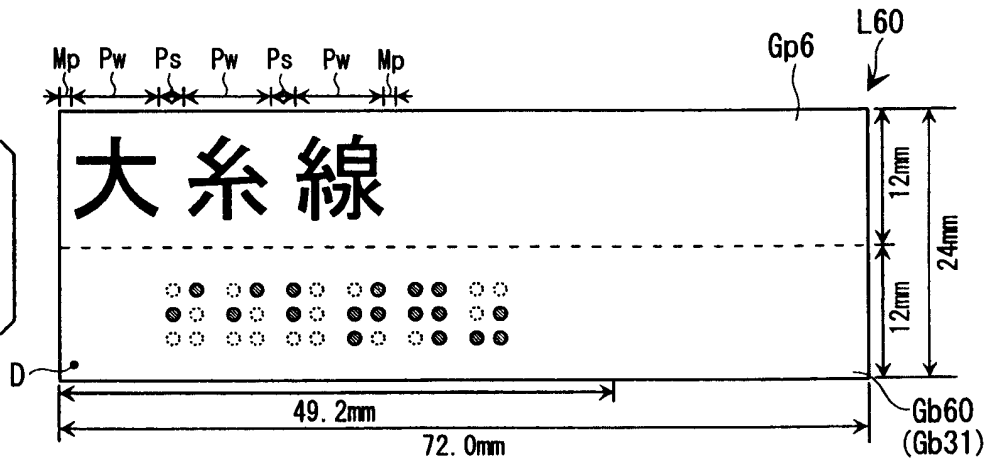 L60
Gp6
Mp Pw Ps Pw Ps Pw Mp
大糸線
12mm
24mm
12mm
D
49.2mm
72.0mm
Gb60
(Gb31)